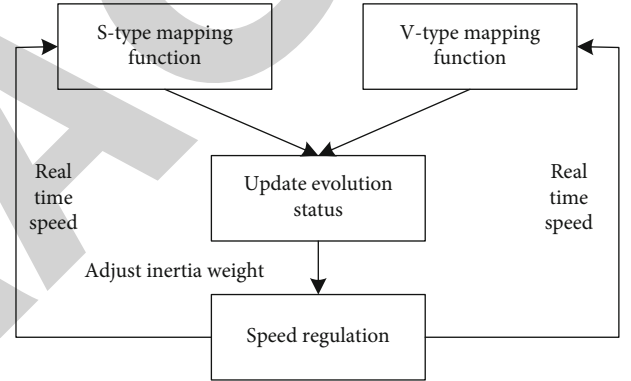 S-type mapping
function
V-type mapping
function
Real
time
speed
Update evolution
status
Real
time
speed
Adjust inertia weight
Speed regulation